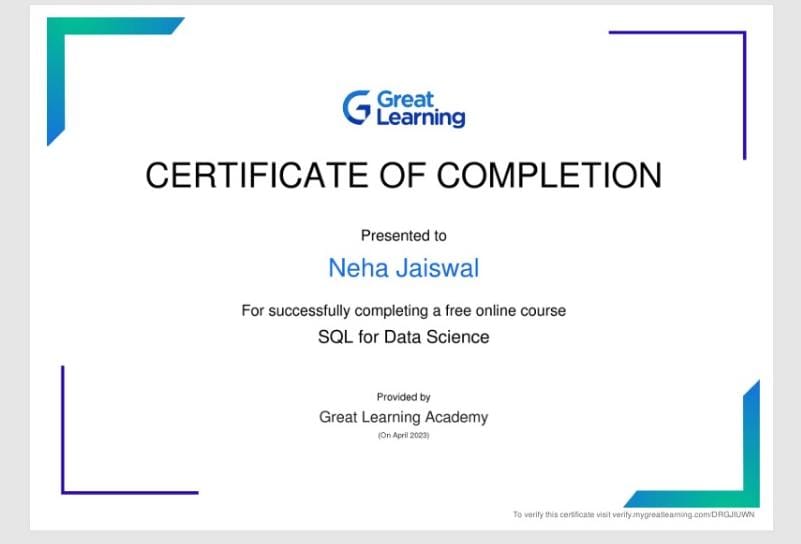 Great
Learning
CERTIFICATE OF COMPLETION
Presented to
Neha Jaiswal
For successfully completing a free online course
SQL for Data Science
Provided by
Great Learning Academy
(On April 2023)
To verify this certificate visit verify.mygreatlearning.com/DRGJIUWN